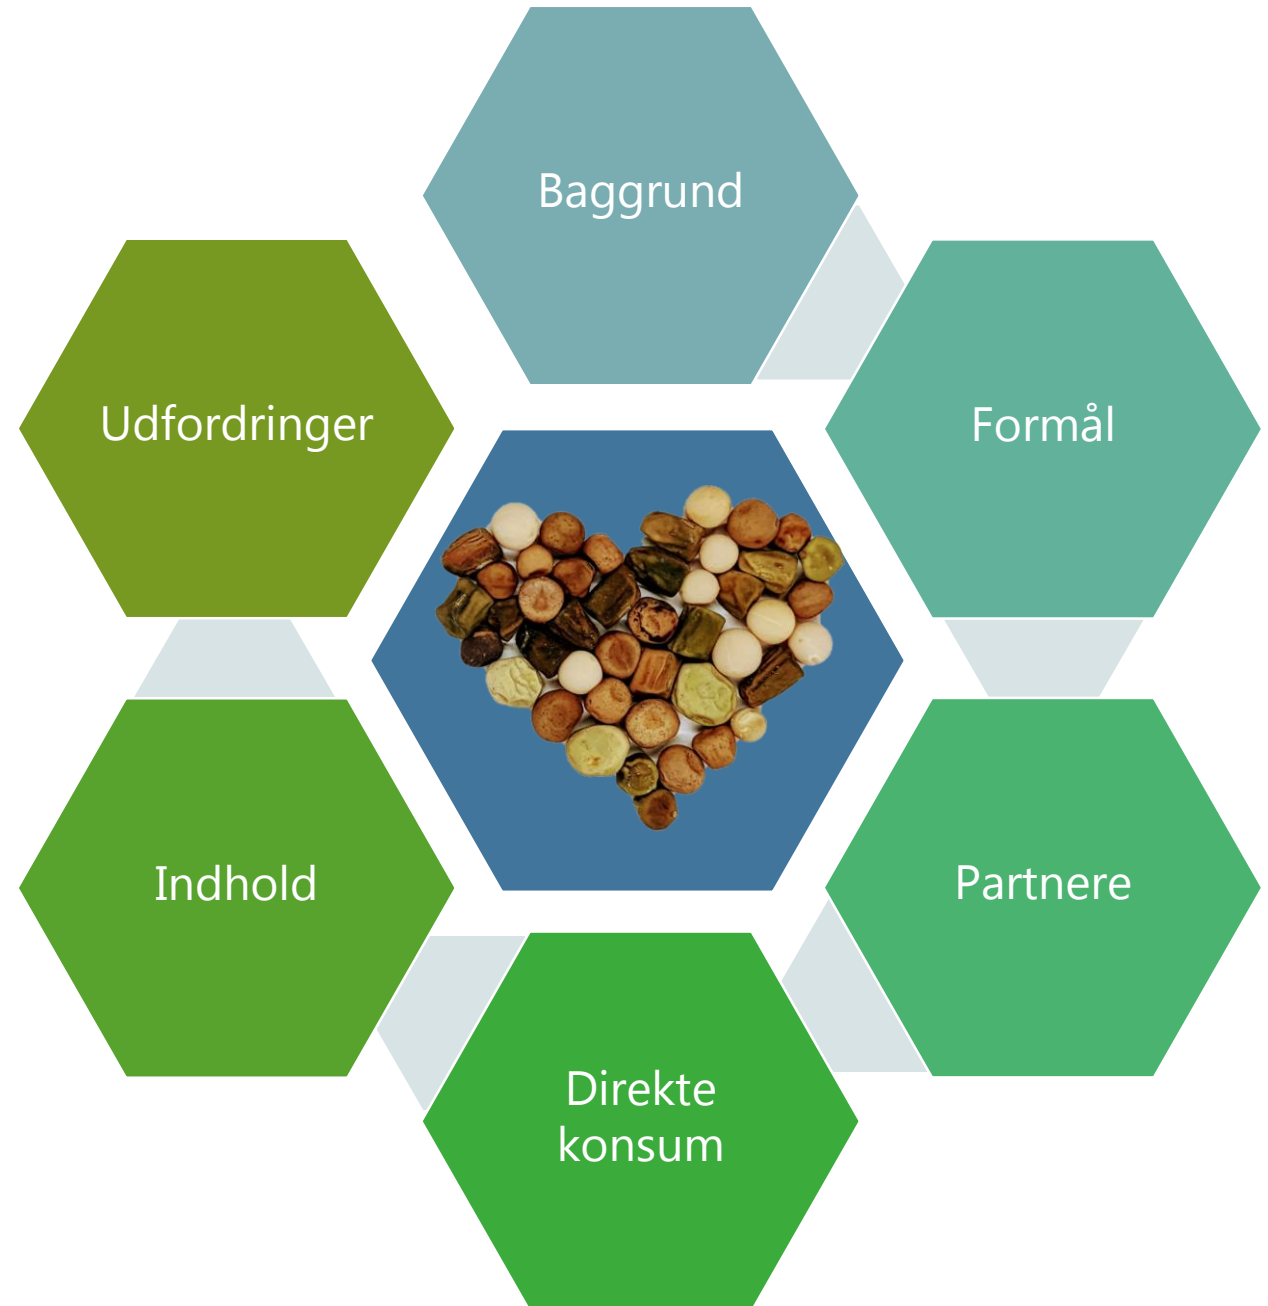 Baggrund
Formål
Partnere
Direkte
konsum
Indhold
Udfordringer